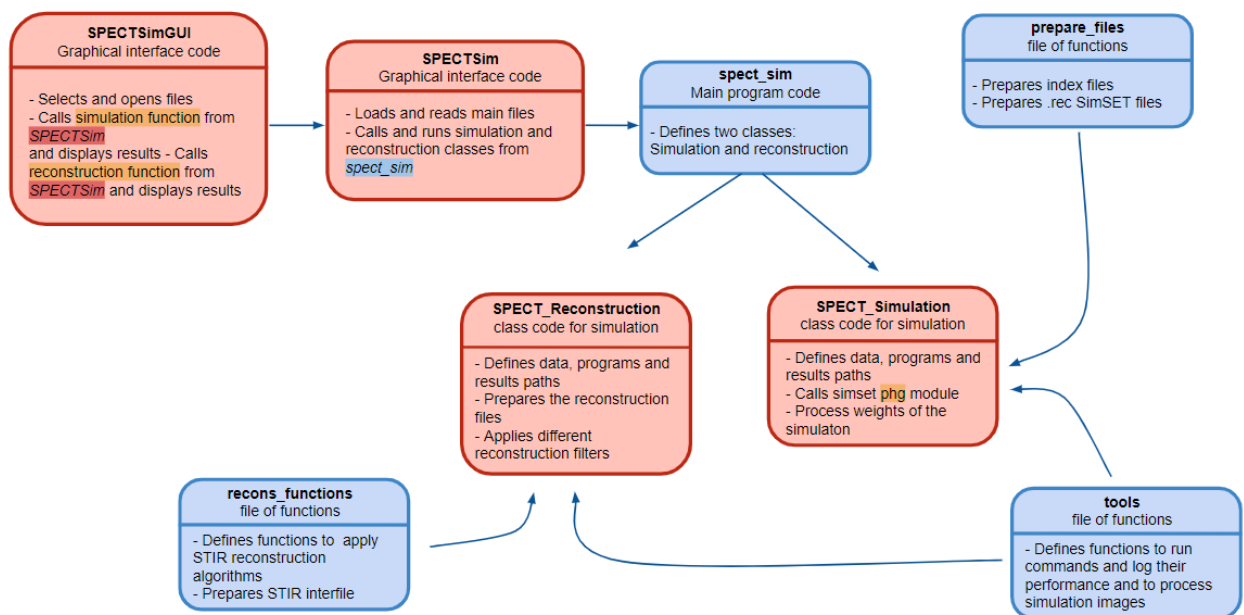 SPECTSimGUI
Graphical interface code
- Selects and opens files
- Calls simulation function from
SPECTSim
and displays results - Calls
reconstruction function from
SPECTSim and displays results
SPECTSim
Graphical interface code
- Loads and reads main files
- Calls and runs simulation and
reconstruction classes from
spect_sim
spect_sim
Main program code
- Defines two classes:
Simulation and reconstruction
prepare_files
file of functions
- Prepares index files
- Prepares .rec SimSET files
SPECT_Reconstruction
class code for simulation
- Defines data, programs and
results paths
- Prepares the reconstruction
files
- Applies different
reconstruction filters
SPECT_Simulation
class code for simulation
- Defines data, programs and
results paths
- Calls simset phg module
- Process weights of the
simulaton
recons_functions
file of functions
- Defines functions to  apply
STIR reconstruction
algorithms
- Prepares STIR interfile
tools
file of functions
- Defines functions to run
commands and log their
performance and to process
simulation images